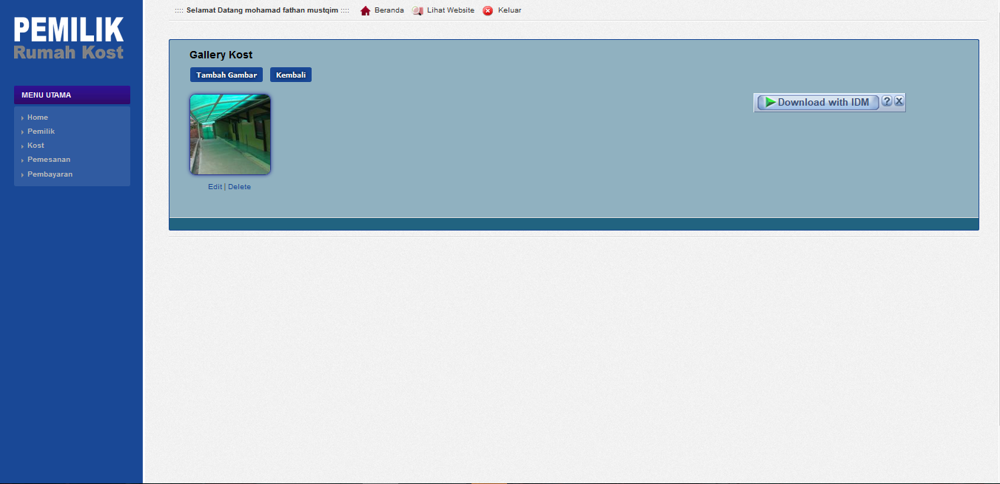 PEMILIK
Rumah Kost
MENU UTAMA
Home
Pemilik
Kost
Pemesanan
Pembayaran
:::: Selamat Datang mohamad fathan mustqim :::: Beranda Lihat Website Keluar
Gallery Kost
Tambah Gambar Kembali
Download with IDM ? X
Edit | Delete